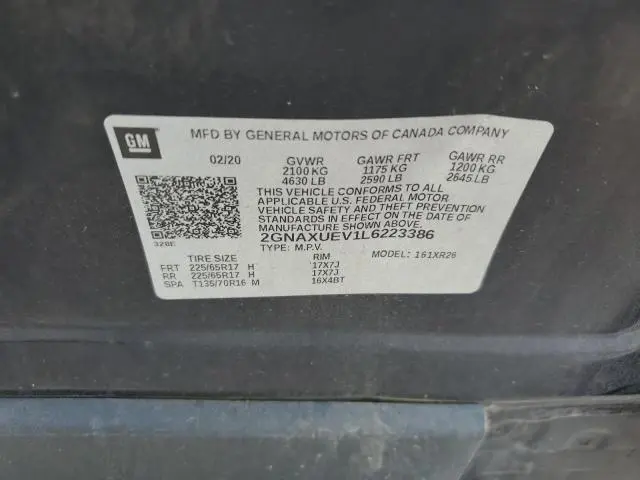 GM
MFD BY GENERAL MOTORS OF CANADA COMPANY
02/20 GVWR GAWR FRT GAWR RR
2100 KG 1175 KG 1200 KG
4630 LB 2590 LB 2645 LB
THIS VEHICLE CONFORMS TO ALL
APPLICABLE U.S. FEDERAL MOTOR
VEHICLE SAFETY AND THEFT PREVENTION
STANDARDS IN EFFECT ON THE DATE OF
MANUFACTURE SHOWN ABOVE.
2GNAXUEV1L6223386
328E
TYPE: M.P.V. MODEL: 161XR26
TIRE SIZE RIM
FRT 225/65R17 H 17X7J
RR 225/65R17 H 17X7J
SPA T135/70R16 M 16X4BT